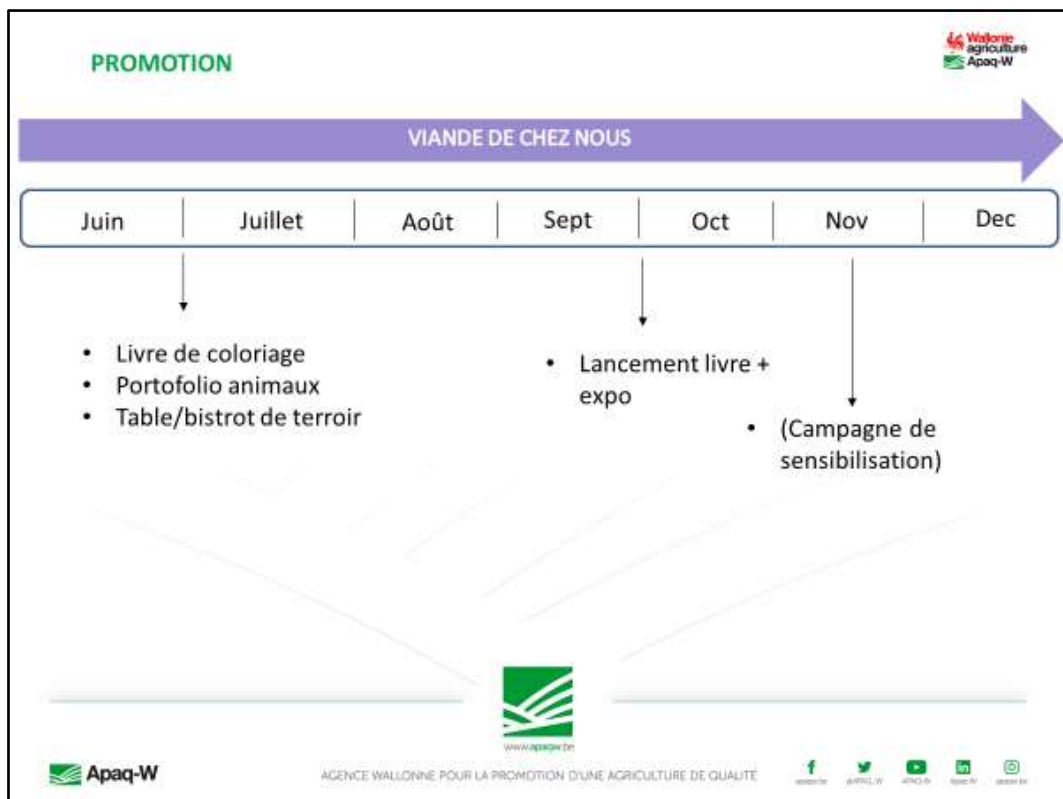 PROMOTION
Wallonie
agriculture
Apaq-W
VIANDE DE CHEZ NOUS
Juin
Juillet
Août
Sept
Oct
Nov
Dec
• Livre de coloriage
• Portofolio animaux
• Table/bistrot de terroir
• Lancement livre +
expo
• (Campagne de
sensibilisation)
www.apaqw.be
Apaq-W
AGENCE WALLONNE POUR LA PROMOTION D'UNE AGRICULTURE DE QUALITÉ